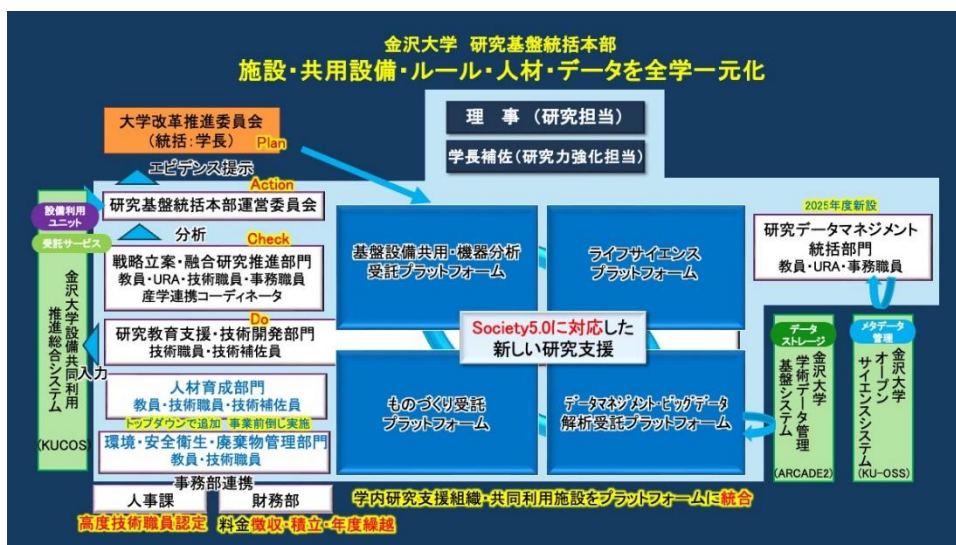 金沢大学 研究基盤統括本部
施設・共用設備・ルール・人材・データを全学一元化
大学改革推進委員会
(統括:学長)
Plan
理 事 (研究担当)
学長補佐(研究力強化担当)
エビデンス提示
Action
研究基盤統括本部運営委員会
設備利用
ユニット
受託サービス
金沢大学設備共同利用
推進総合システム
(KUCOS)
分析
Check
戦略立案・融合研究推進部門
教員・URA・技術職員・事務職員
産学連携コーディネータ
Do
研究教育支援・技術開発部門
技術職員・技術補佐員
入力
人材育成部門
教員・技術職員・技術補佐員
トップダウンで追加 事業前倒し実施
環境・安全衛生・廃棄物管理部門
教員・技術職員
事務部連携
人事課
財務部
高度技術職員認定
料金徴収・積立・年度繰越
基盤設備共用・機器分析
受託プラットフォーム
ライフサイエンス
プラットフォーム
Society5.0に対応した
新しい研究支援
ものづくり受託
プラットフォーム
データマネジメント・ビッグデータ
解析受託プラットフォーム
学内研究支援組織・共同利用施設をプラットフォームに統合
2025年度新設
研究データマネジメント
統括部門
教員・URA・事務職員
データ
ストレージ
金沢大学
学術データ管理
基盤システム
(ARCADE2)
メタデータ
管理
金沢大学
オープン
サイエンスシステム
(KU-OSS)